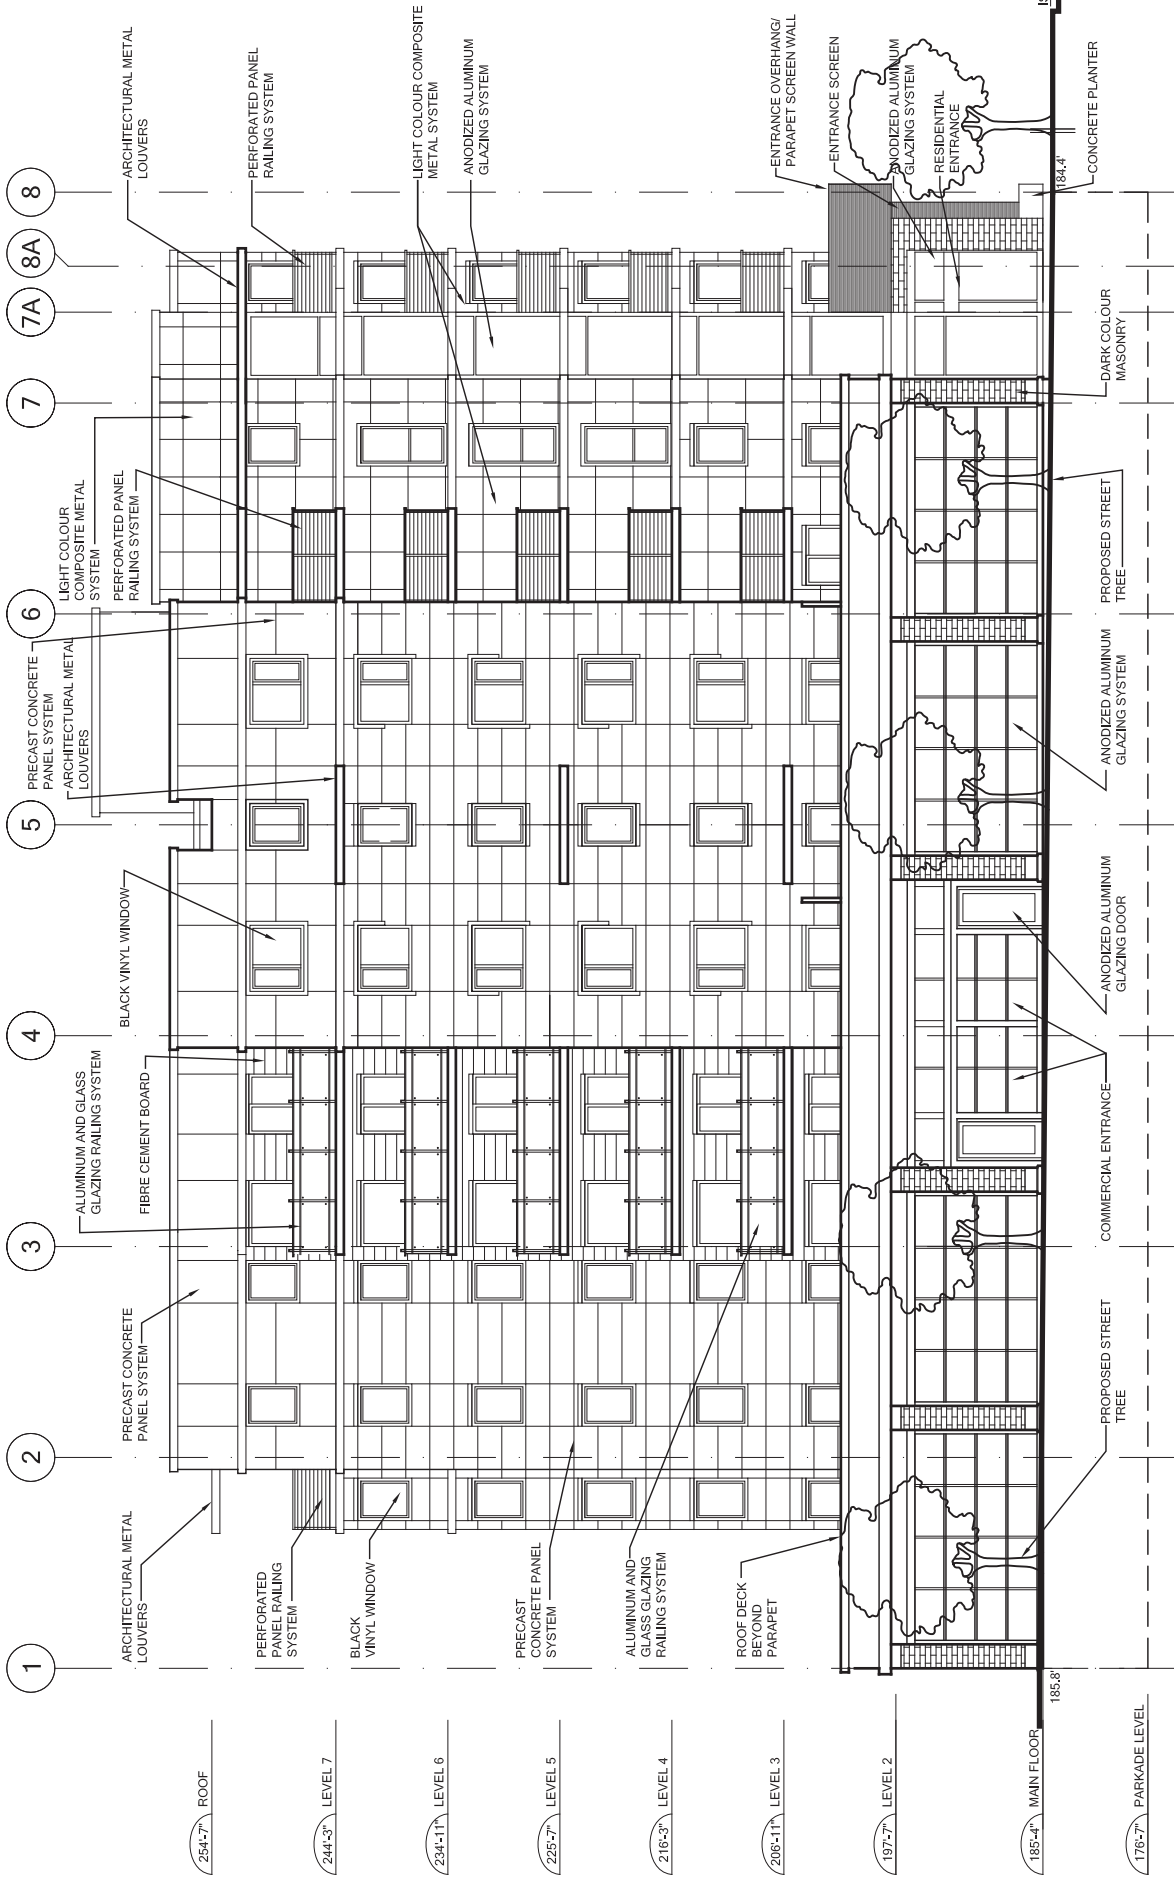 1
2
3
4
5
6
7
7A
8A
8
ARCHITECTURAL METAL
LOUVERS
PERFORATED
PANEL RAILING
SYSTEM
BLACK
VINYL WINDOW
PRECAST
CONCRETE PANEL
SYSTEM
ALUMINUM AND
GLASS GLAZING
RAILING SYSTEM
ROOF DECK
BEYOND
PARAPET
PRECAST CONCRETE
PANEL SYSTEM
ALUMINUM AND GLASS
GLAZING RAILING SYSTEM
FIBRE CEMENT BOARD
BLACK VINYL WINDOW
PRECAST CONCRETE
PANEL SYSTEM
ARCHITECTURAL METAL
LOUVERS
LIGHT COLOUR
COMPOSITE METAL
SYSTEM
PERFORATED PANEL
RAILING SYSTEM
ARCHITECTURAL METAL
LOUVERS
PERFORATED PANEL
RAILING SYSTEM
LIGHT COLOUR COMPOSITE
METAL SYSTEM
ANODIZED ALUMINUM
GLAZING SYSTEM
ENTRANCE OVERHANG/
PARAPET SCREEN WALL
ENTRANCE SCREEN
ANODIZED ALUMINUM
GLAZING SYSTEM
RESIDENTIAL
ENTRANCE
184.4'
CONCRETE PLANTER
185.8'
PROPOSED STREET
TREE
COMMERCIAL ENTRANCE
ANODIZED ALUMINUM
GLAZING DOOR
ANODIZED ALUMINUM
GLAZING SYSTEM
PROPOSED STREET
TREE
DARK COLOUR
MASONRY
254'-7" ROOF
244'-3" LEVEL 7
234'-11" LEVEL 6
225'-7" LEVEL 5
216'-3" LEVEL 4
206'-11" LEVEL 3
197'-7" LEVEL 2
185'-4" MAIN FLOOR
176'-7" PARKADE LEVEL